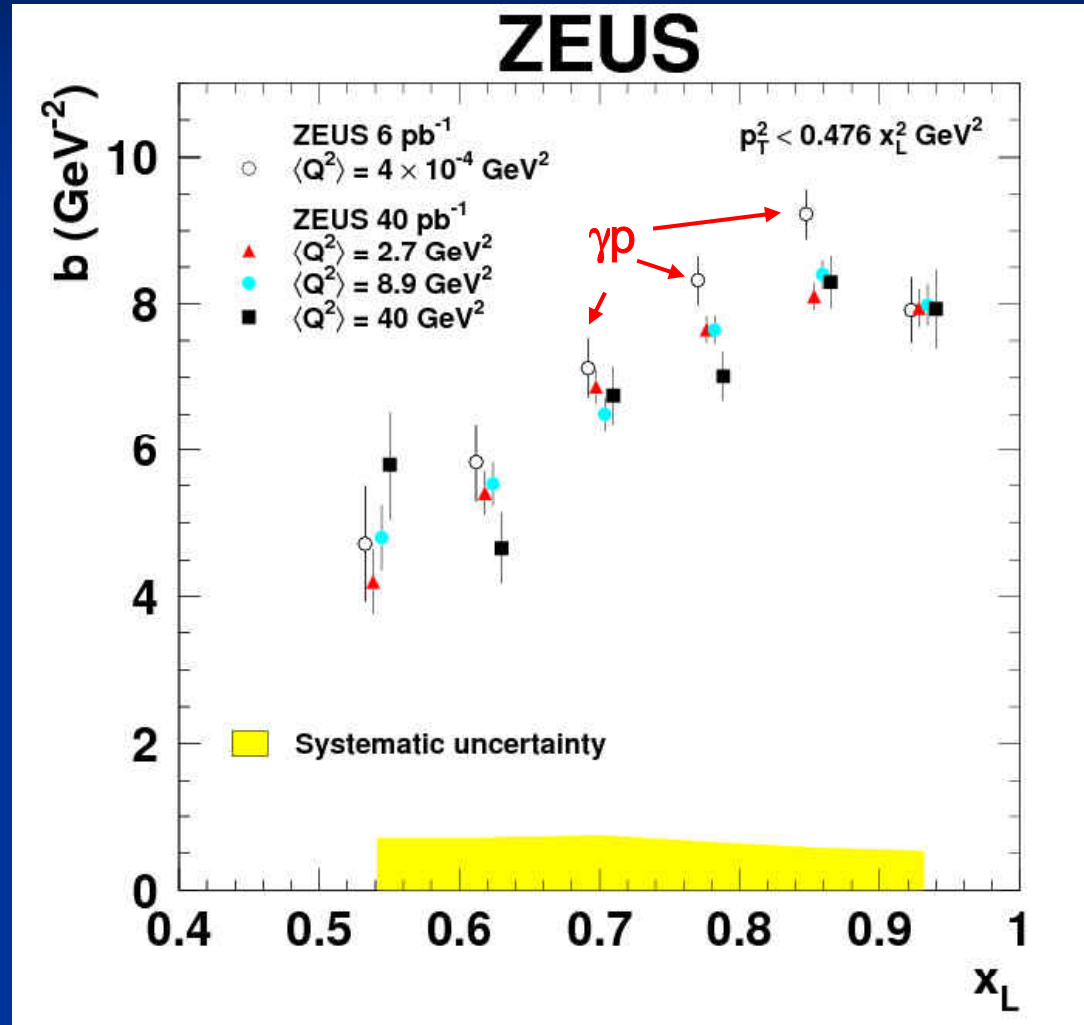 ZEUS
b (GeV⁻²)
10
8
6
4
2
0
ZEUS 6 pb⁻¹
⟨Q²⟩ = 4 × 10⁻⁴ GeV²
ZEUS 40 pb⁻¹
⟨Q²⟩ = 2.7 GeV²
⟨Q²⟩ = 8.9 GeV²
⟨Q²⟩ = 40 GeV²
p_T² < 0.476 x_L² GeV²
γp
Systematic uncertainty
0.4 0.5 0.6 0.7 0.8 0.9 1
x_L